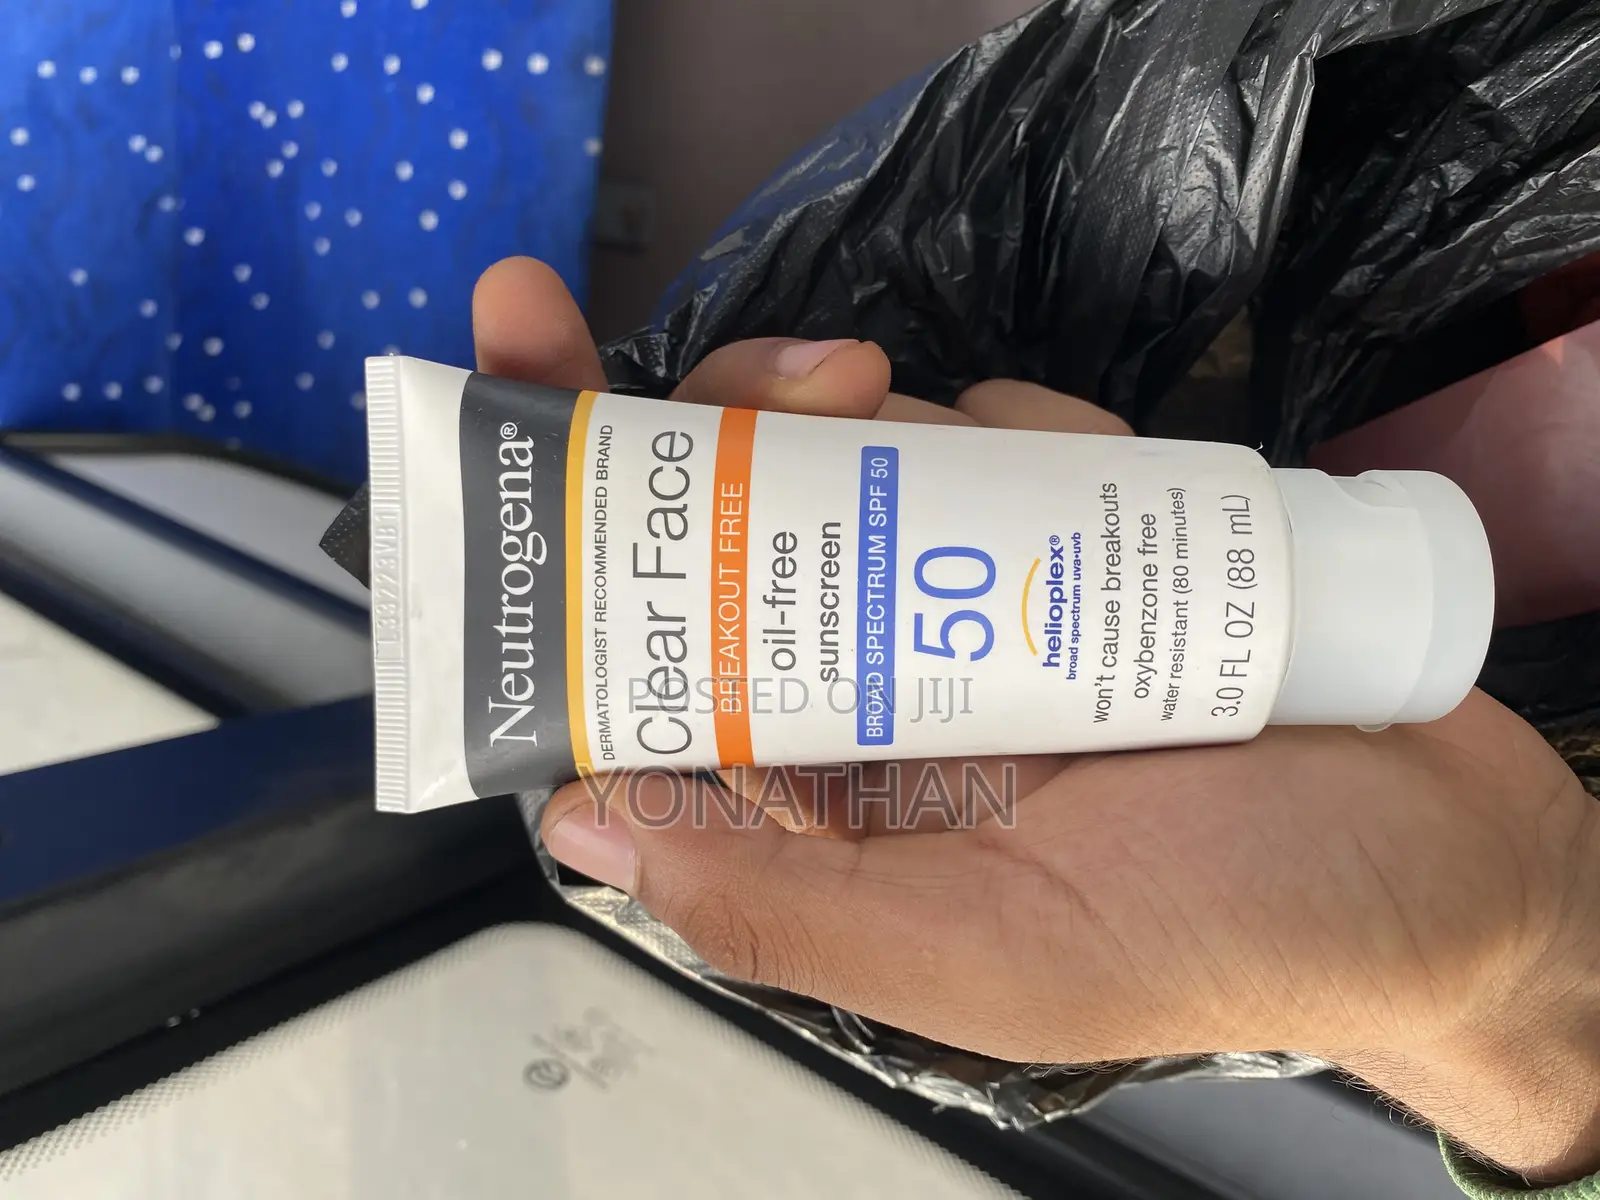 L33223VB1
Neutrogena®
DERMATOLOGIST RECOMMENDED BRAND
Clear Face
BREAKOUT FREE
oil-free
sunscreen
BROAD SPECTRUM SPF 50
50
helioplex®
broad spectrum uva•uvb
won't cause breakouts
oxybenzone free
water resistant (80 minutes)
3.0 FL OZ (88 mL)
POSTED ON JIJI
YONATHAN